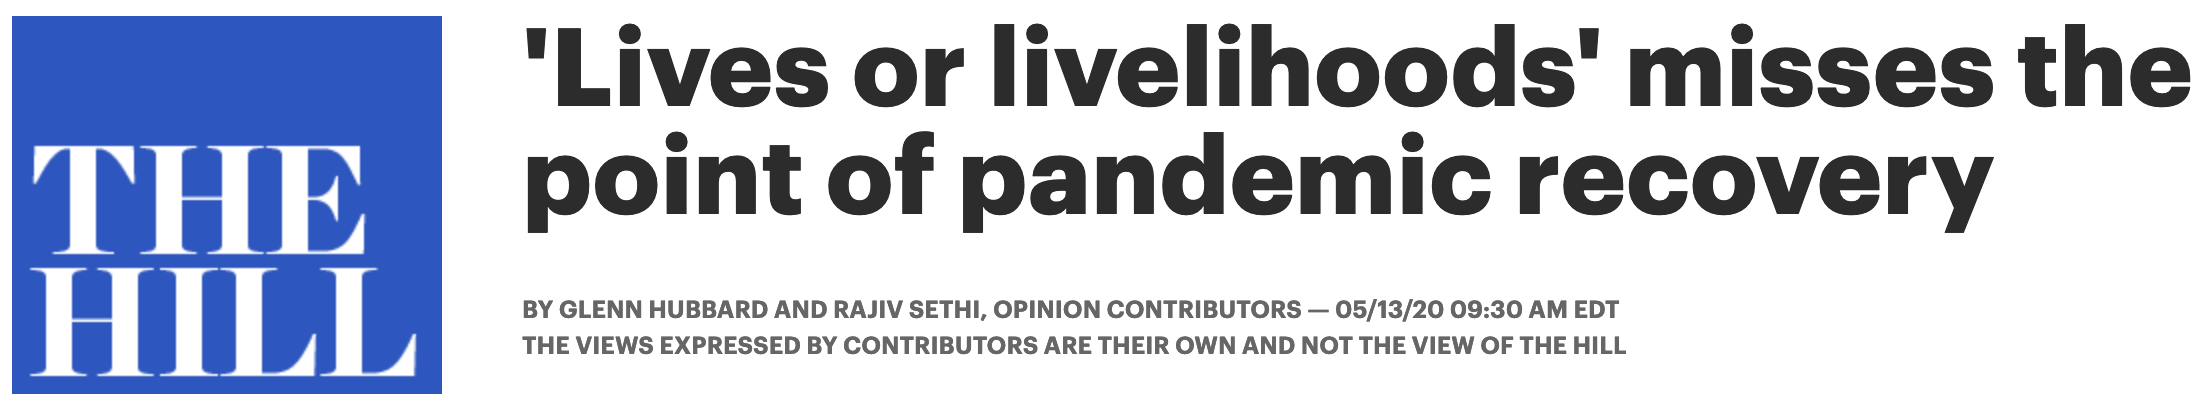 THE
HILL
'Lives or livelihoods' misses the
point of pandemic recovery
BY GLENN HUBBARD AND RAJIV SETHI, OPINION CONTRIBUTORS — 05/13/20 09:30 AM EDT
THE VIEWS EXPRESSED BY CONTRIBUTORS ARE THEIR OWN AND NOT THE VIEW OF THE HILL